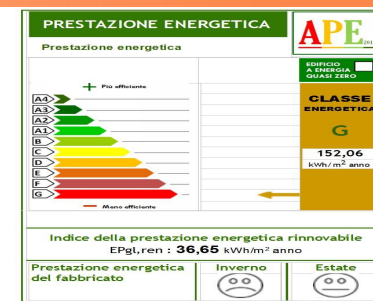 PRESTAZIONE ENERGETICA
APE
Prestazione energetica
EDIFICIO
A ENERGIA
QUASI ZERO
+ Più efficiente
CLASSE
ENERGETICA
G
152,06
kWh/m² anno
A4
A3
A2
A1
B
C
D
E
F
G
— Meno efficiente
Indice della prestazione energetica rinnovabile
EPgl,ren : 36,65 kWh/m² anno
Prestazione energetica
del fabbricato
Inverno
Estate